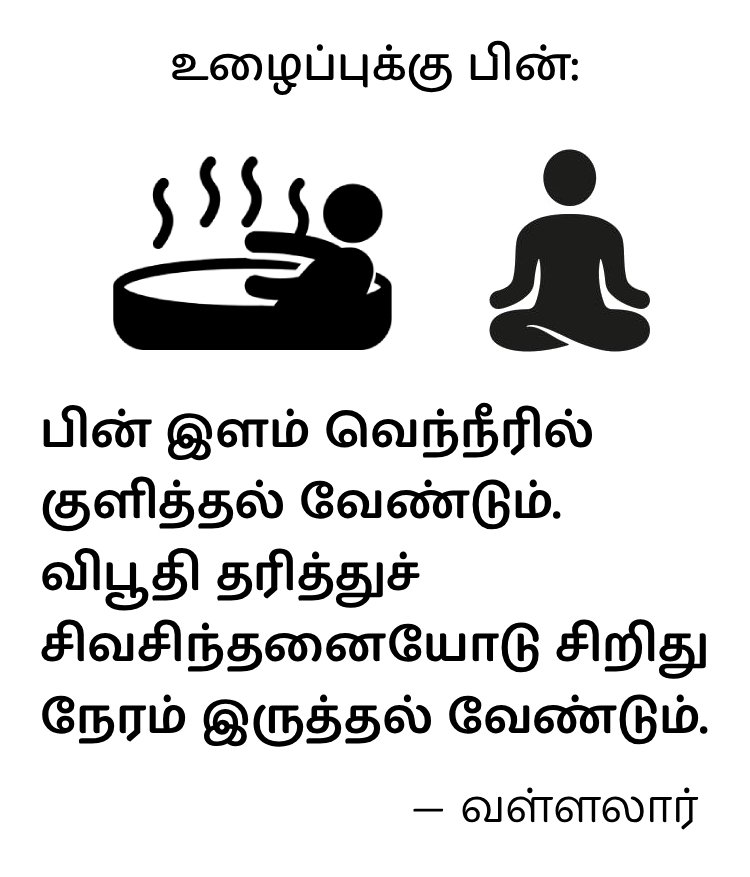 உழைப்புக்கு பின்:
பின் இளம் வெந்நீரில்
குளித்தல் வேண்டும்.
விபூதி தரித்துச்
சிவசிந்தனையோடு சிறிது
நேரம் இருத்தல் வேண்டும்.
– வள்ளலார்